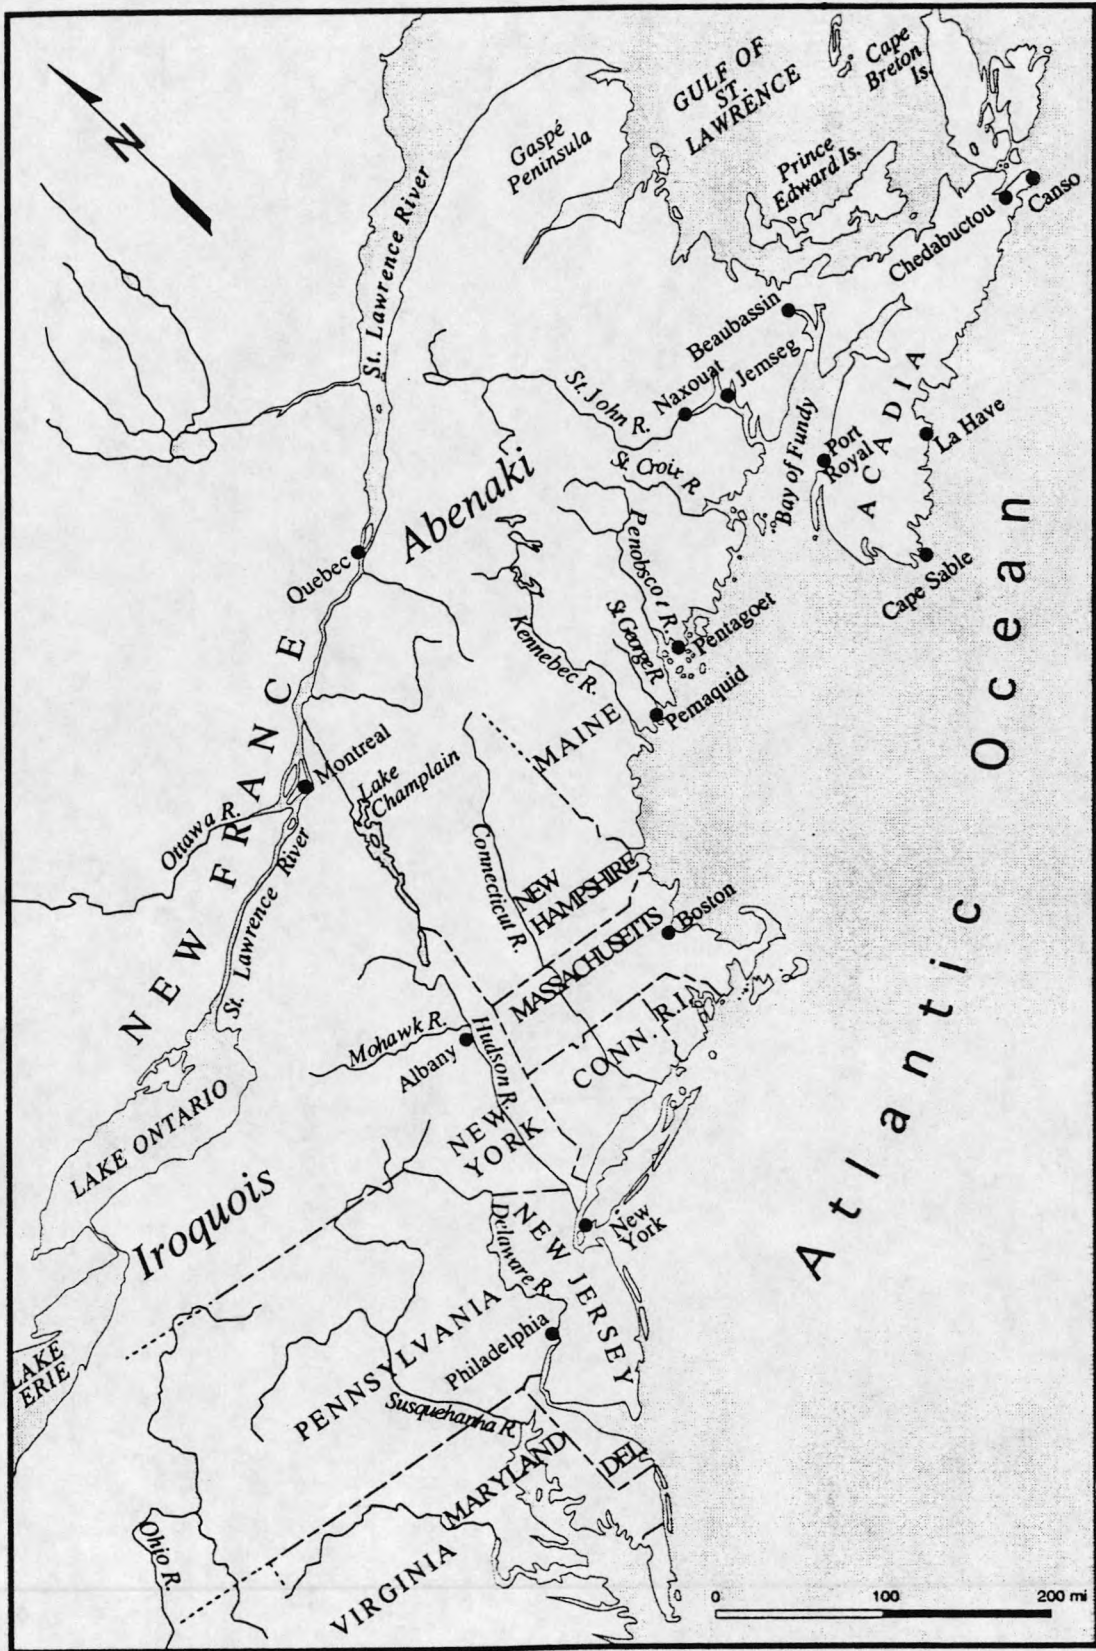 N
GULF OF
ST.
LAWRENCE
Cape
Breton
Is.
Gaspé
Peninsula
Prince
Edward Is.
St. Lawrence River
Canso
Chedabuctou
Beaubassin
Jemseg
Naxouat
St. John R.
St. Croix R.
Bay of Fundy
Port
Royal
ACADIA
La Have
Cape Sable
Abenaki
Penobscot R.
Pentagoet
St. George R.
Kennebec R.
Pemaquid
Quebec
NEW FRANCE
Montreal
Ottawa R.
St. Lawrence River
Lake
Champlain
MAINE
Connecticut R.
NEW
HAMPSHIRE
MASSACHUSETTS
Boston
CONN.
R.I.
Atlantic Ocean
Mohawk R.
Albany
Hudson R.
NEW
YORK
LAKE ONTARIO
Iroquois
New
York
NEW JERSEY
Delaware R.
PENNSYLVANIA
Philadelphia
Susquehanna R.
LAKE
ERIE
MARYLAND
DEL.
VIRGINIA
Ohio R.
0 100 200 mi